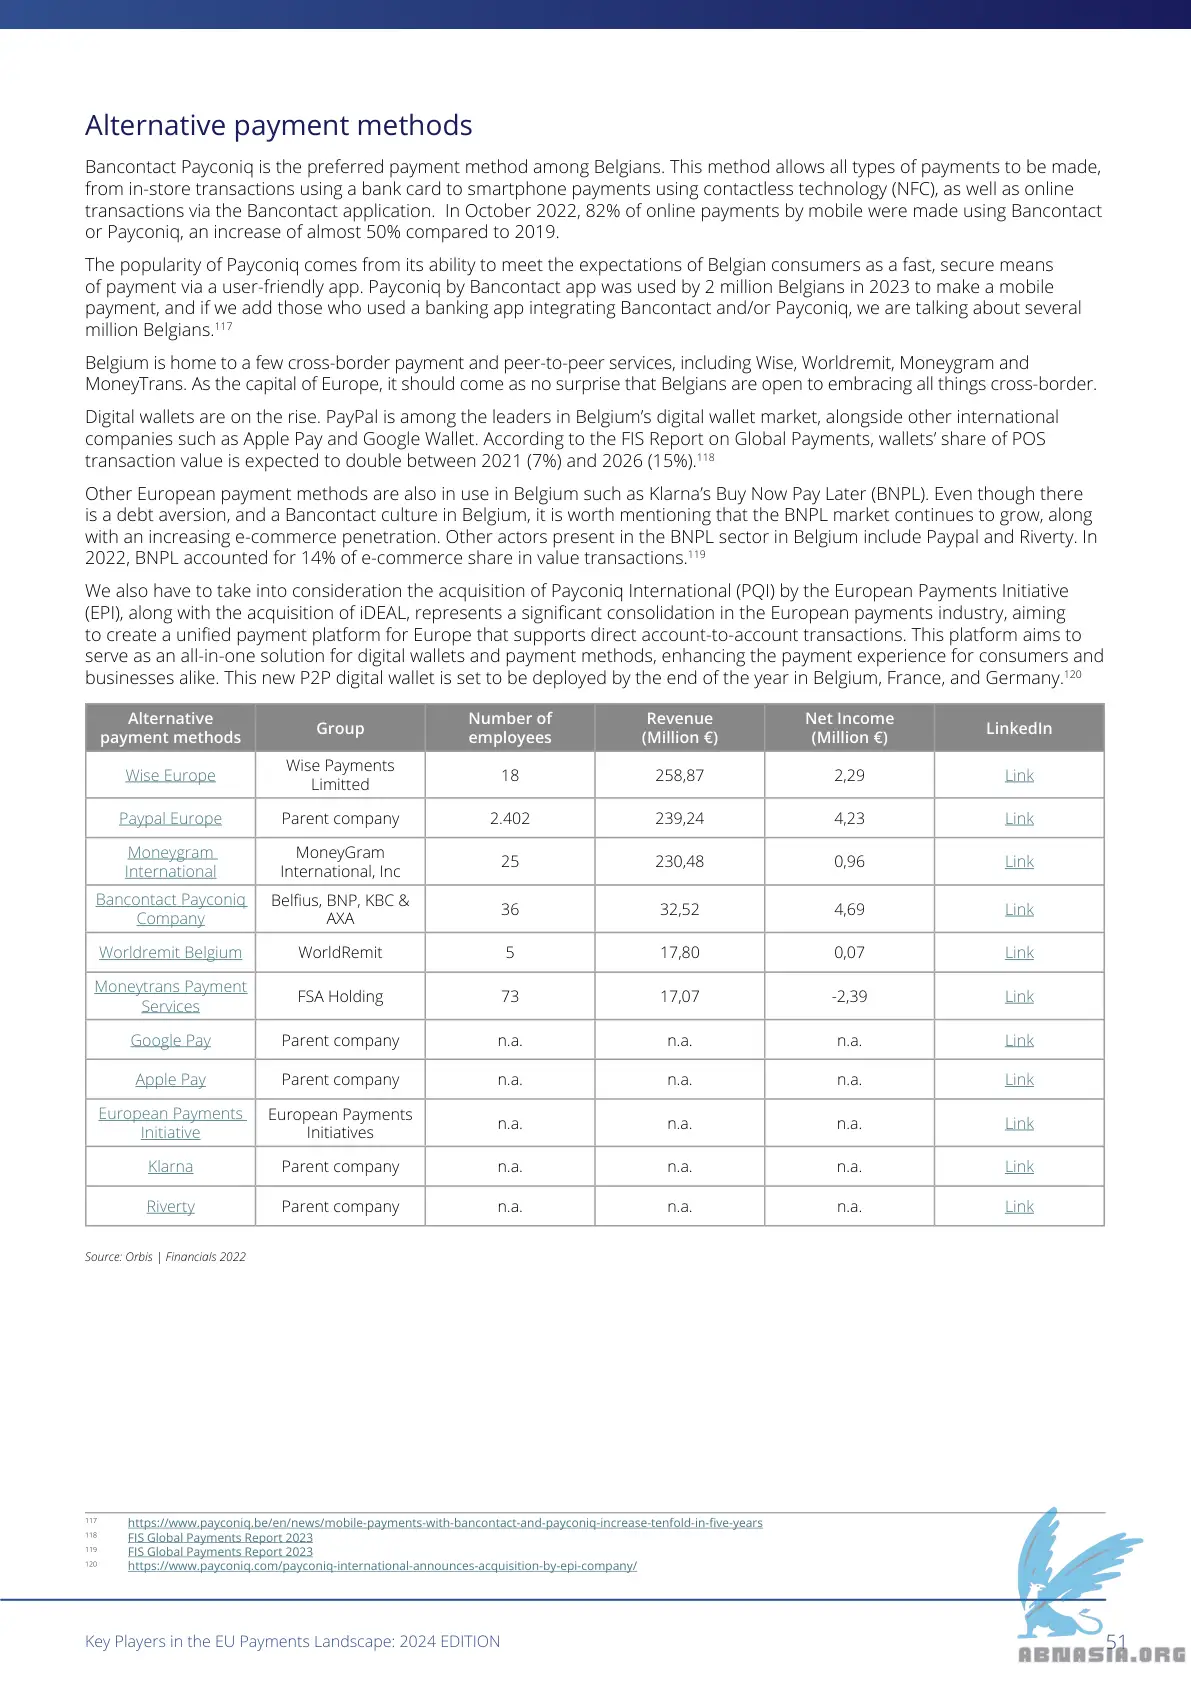 Alternative payment methods
Bancontact Payconiq is the preferred payment method among Belgians. This method allows all types of payments to be made,
from in-store transactions using a bank card to smartphone payments using contactless technology (NFC), as well as online
transactions via the Bancontact application.  In October 2022, 82% of online payments by mobile were made using Bancontact
or Payconiq, an increase of almost 50% compared to 2019.
The popularity of Payconiq comes from its ability to meet the expectations of Belgian consumers as a fast, secure means
of payment via a user-friendly app. Payconiq by Bancontact app was used by 2 million Belgians in 2023 to make a mobile
payment, and if we add those who used a banking app integrating Bancontact and/or Payconiq, we are talking about several
million Belgians.117
Belgium is home to a few cross-border payment and peer-to-peer services, including Wise, Worldremit, Moneygram and
MoneyTrans. As the capital of Europe, it should come as no surprise that Belgians are open to embracing all things cross-border.
Digital wallets are on the rise. PayPal is among the leaders in Belgium's digital wallet market, alongside other international
companies such as Apple Pay and Google Wallet. According to the FIS Report on Global Payments, wallets' share of POS
transaction value is expected to double between 2021 (7%) and 2026 (15%).118
Other European payment methods are also in use in Belgium such as Klarna's Buy Now Pay Later (BNPL). Even though there
is a debt aversion, and a Bancontact culture in Belgium, it is worth mentioning that the BNPL market continues to grow, along
with an increasing e-commerce penetration. Other actors present in the BNPL sector in Belgium include Paypal and Riverty. In
2022, BNPL accounted for 14% of e-commerce share in value transactions.119
We also have to take into consideration the acquisition of Payconiq International (PQI) by the European Payments Initiative
(EPI), along with the acquisition of iDEAL, represents a significant consolidation in the European payments industry, aiming
to create a unified payment platform for Europe that supports direct account-to-account transactions. This platform aims to
serve as an all-in-one solution for digital wallets and payment methods, enhancing the payment experience for consumers and
businesses alike. This new P2P digital wallet is set to be deployed by the end of the year in Belgium, France, and Germany.120
Alternative payment methods | Group | Number of employees | Revenue (Million €) | Net Income (Million €) | LinkedIn
Wise Europe | Wise Payments Limitted | 18 | 258,87 | 2,29 | Link
Paypal Europe | Parent company | 2.402 | 239,24 | 4,23 | Link
Moneygram International | MoneyGram International, Inc | 25 | 230,48 | 0,96 | Link
Bancontact Payconiq Company | Belfius, BNP, KBC & AXA | 36 | 32,52 | 4,69 | Link
Worldremit Belgium | WorldRemit | 5 | 17,80 | 0,07 | Link
Moneytrans Payment Services | FSA Holding | 73 | 17,07 | -2,39 | Link
Google Pay | Parent company | n.a. | n.a. | n.a. | Link
Apple Pay | Parent company | n.a. | n.a. | n.a. | Link
European Payments Initiative | European Payments Initiatives | n.a. | n.a. | n.a. | Link
Klarna | Parent company | n.a. | n.a. | n.a. | Link
Riverty | Parent company | n.a. | n.a. | n.a. | Link
Source: Orbis | Financials 2022
117 https://www.payconiq.be/en/news/mobile-payments-with-bancontact-and-payconiq-increase-tenfold-in-five-years
118 FIS Global Payments Report 2023
119 FIS Global Payments Report 2023
120 https://www.payconiq.com/payconiq-international-announces-acquisition-by-epi-company/
Key Players in the EU Payments Landscape: 2024 EDITION
51
ABNASIA.ORG